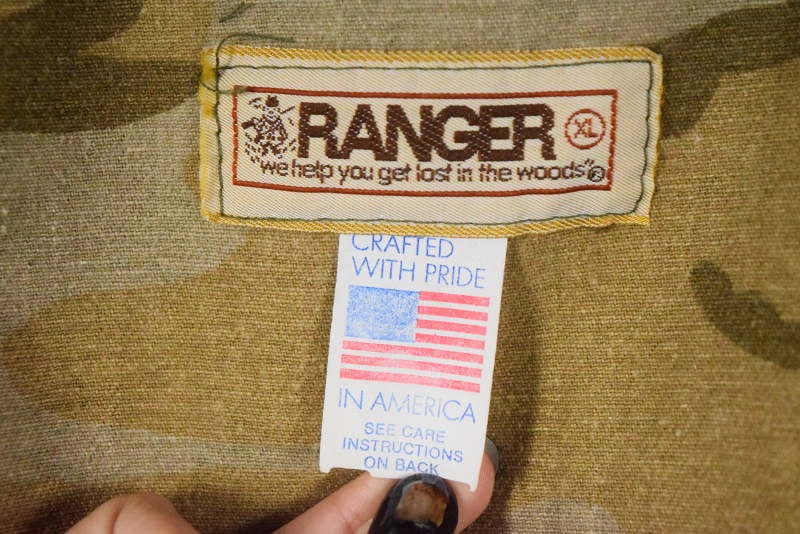 RANGER XL
"we help you get lost in the woods"®
CRAFTED
WITH PRIDE
IN AMERICA
SEE CARE
INSTRUCTIONS
ON BACK